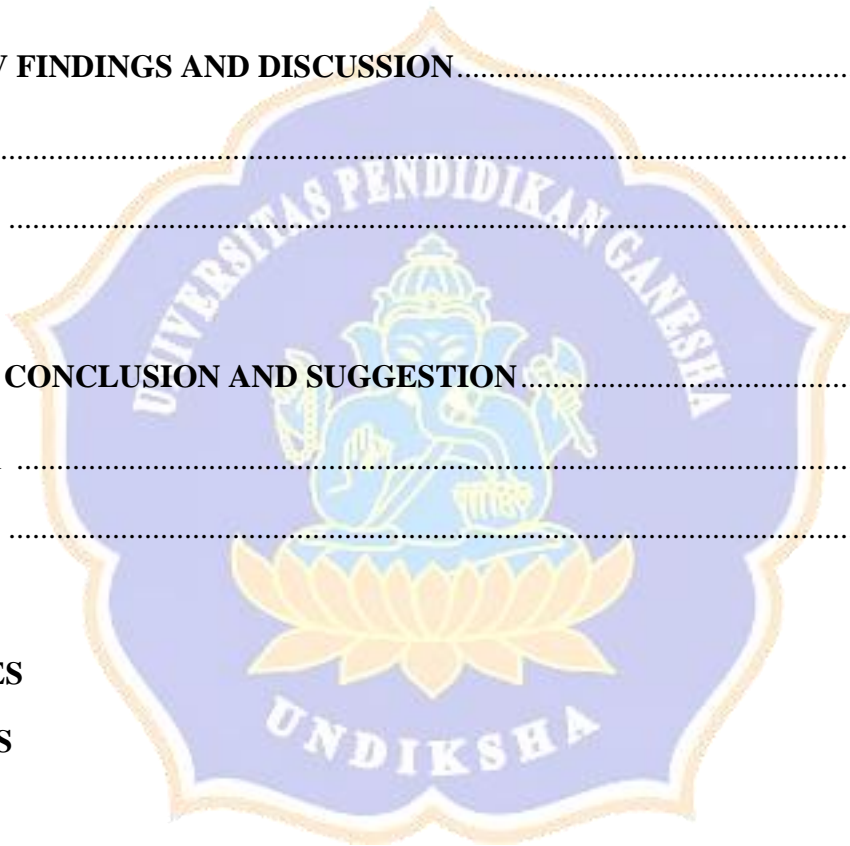 V FINDINGS AND DISCUSSION................................................
................................................................................
................................................................................
CONCLUSION AND SUGGESTION........................................
................................................................................
................................................................................
ES
S
UNIVERSITAS PENDIDIKAN GANESHA
UNDIKSHA